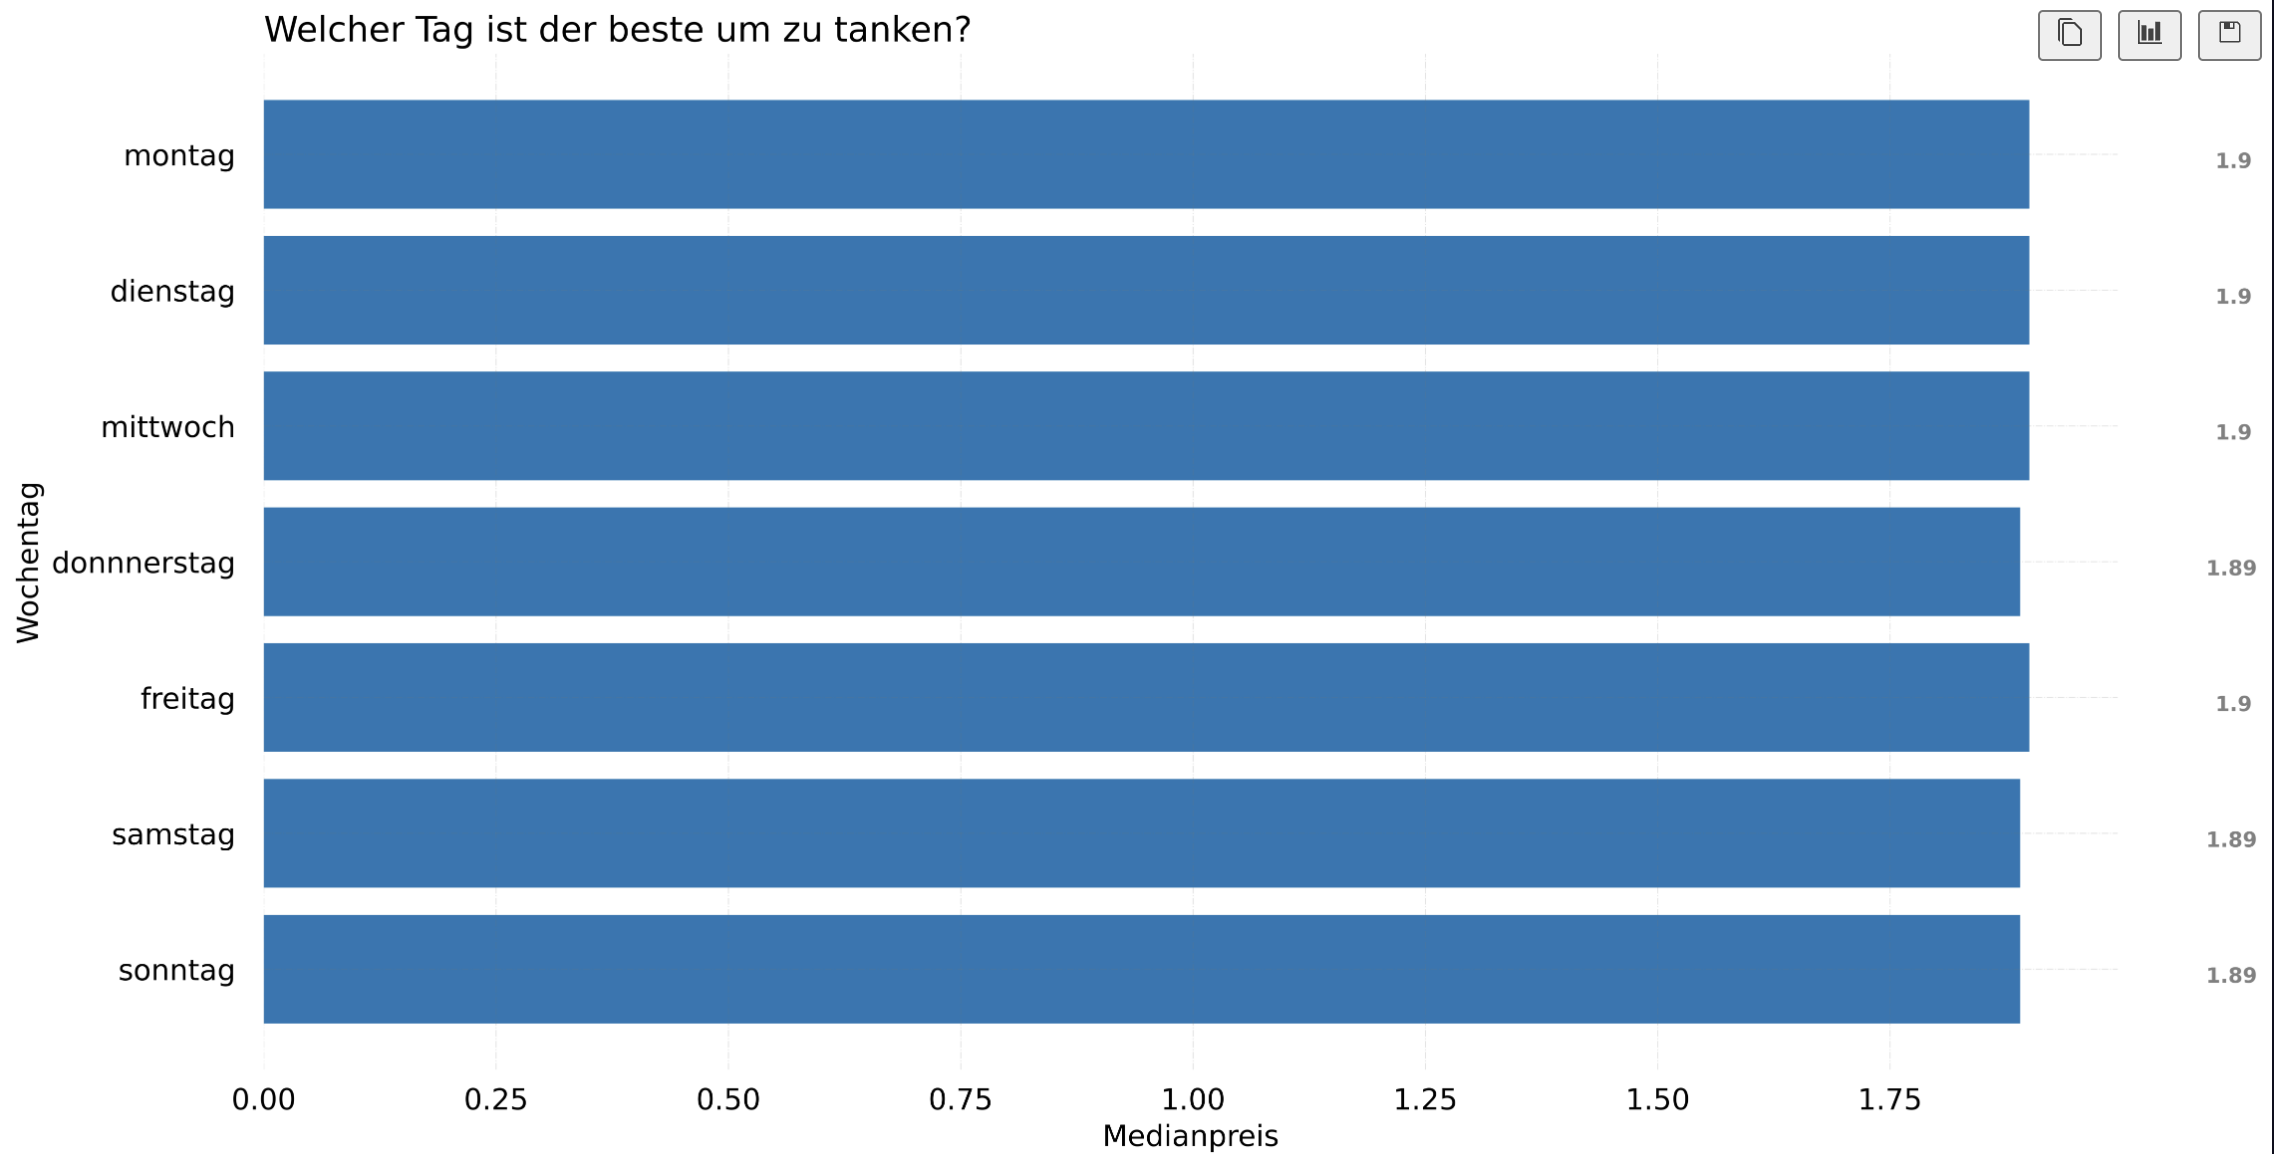 Welcher Tag ist der beste um zu tanken?
montag
1.9
dienstag
1.9
mittwoch
1.9
Wochentag
donnnerstag
1.89
freitag
1.9
samstag
1.89
sonntag
1.89
0.00 0.25 0.50 0.75 1.00 1.25 1.50 1.75
Medianpreis